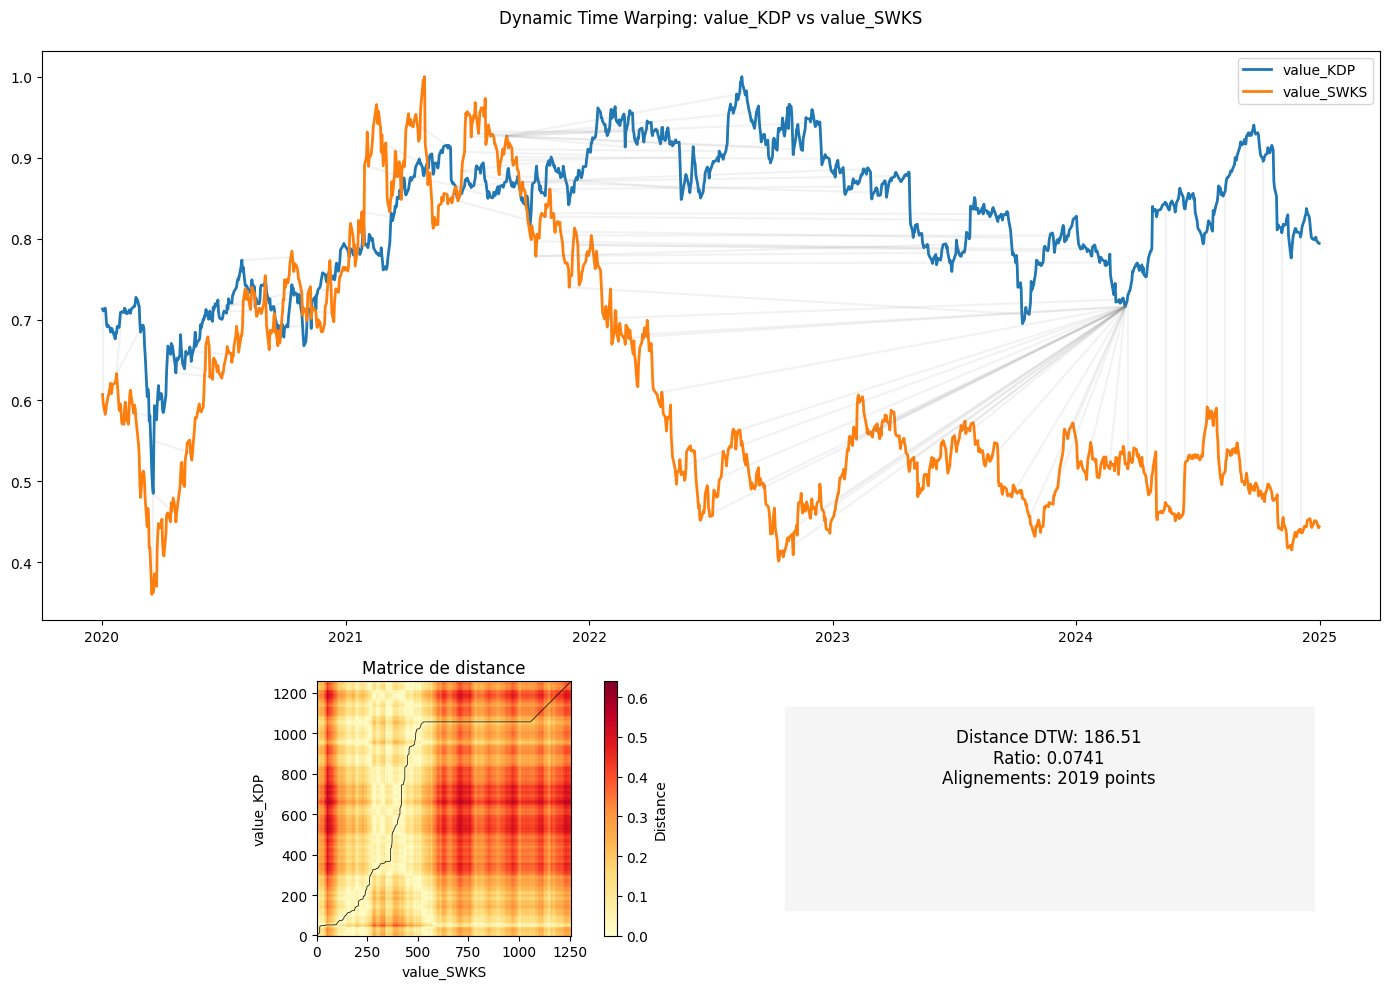 Dynamic Time Warping: value_KDP vs value_SWKS
1.0
0.9
0.8
0.7
0.6
0.5
0.4
value_KDP
value_SWKS
2020 2021 2022 2023 2024 2025
Matrice de distance
1200
1000
800
600
400
200
0
value_KDP
0 250 500 750 1000 1250
value_SWKS
0.6
0.5
0.4
0.3
0.2
0.1
0.0
Distance
Distance DTW: 186.51
Ratio: 0.0741
Alignements: 2019 points